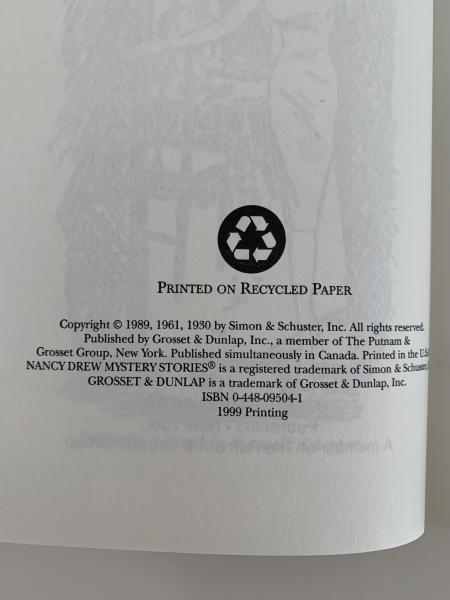 PRINTED ON RECYCLED PAPER
Copyright © 1989, 1961, 1930 by Simon & Schuster, Inc. All rights reserved.
Published by Grosset & Dunlap, Inc., a member of The Putnam &
Grosset Group, New York. Published simultaneously in Canada. Printed in the U.S.
NANCY DREW MYSTERY STORIES® is a registered trademark of Simon & Schuster,
GROSSET & DUNLAP is a trademark of Grosset & Dunlap, Inc.
ISBN 0-448-09504-1
1999 Printing